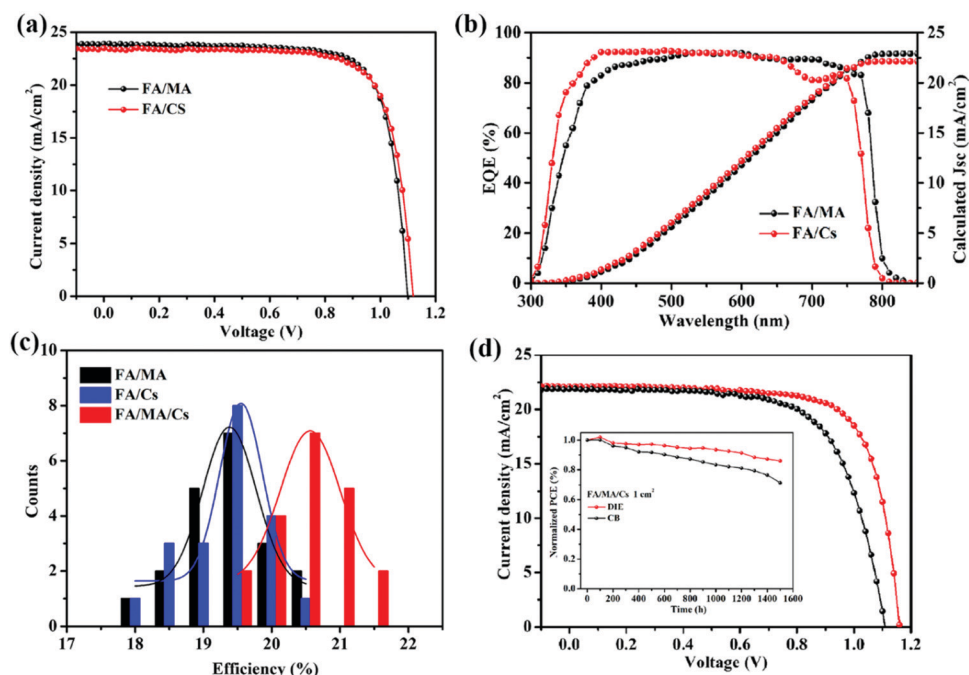 (a)
25
20
15
10
5
0
Current density (mA/cm²)
FA/MA
FA/CS
0.0 0.2 0.4 0.6 0.8 1.0 1.2
Voltage (V)
(b)
100
80
60
40
20
0
EQE (%)
FA/MA
FA/Cs
25
20
15
10
5
0
Calculated Jsc (mA/cm²)
300 400 500 600 700 800
Wavelength (nm)
(c)
10
8
6
4
2
0
Counts
FA/MA
FA/Cs
FA/MA/Cs
17 18 19 20 21 22
Efficiency (%)
(d)
25
20
15
10
5
0
Current density (mA/cm²)
1.0
0.8
0.6
0.4
0.2
0.0
Normalized PCE (%)
FA/MA/Cs 1 cm²
DIE
CB
0 200 400 600 800 1000 1200 1400 1600
Time (h)
0.0 0.2 0.4 0.6 0.8 1.0 1.2
Voltage (V)